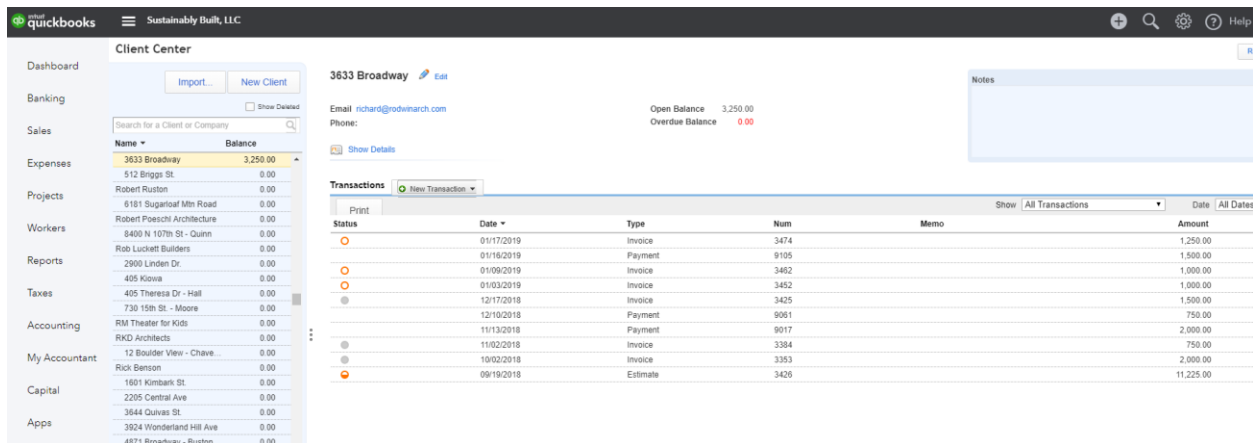 intuit quickbooks Sustainably Built, LLC Help
Client Center
Dashboard
Banking
Sales
Expenses
Projects
Workers
Reports
Taxes
Accounting
My Accountant
Capital
Apps
Import... New Client
Show Deleted
Search for a Client or Company
Name Balance
3633 Broadway 3,250.00
512 Briggs St. 0.00
Robert Ruston 0.00
6181 Sugarloaf Mtn Road 0.00
Robert Poeschl Architecture 0.00
8400 N 107th St - Quinn 0.00
Rob Luckett Builders 0.00
2900 Linden Dr. 0.00
405 Kiowa 0.00
405 Theresa Dr - Hall 0.00
730 15th St. - Moore 0.00
RM Theater for Kids 0.00
RKD Architects 0.00
12 Boulder View - Chave... 0.00
Rick Benson 0.00
1601 Kimbark St. 0.00
2205 Central Ave 0.00
3644 Quivas St. 0.00
3924 Wonderland Hill Ave 0.00
4871 Broadway - Ruston 0.00
3633 Broadway Edit
Email richard@rodwinarch.com
Phone:
Show Details
Open Balance 3,250.00
Overdue Balance 0.00
Notes
Transactions New Transaction
Print Show All Transactions Date All Dates
Status Date Type Num Memo Amount
01/17/2019 Invoice 3474 1,250.00
01/16/2019 Payment 9105 1,500.00
01/09/2019 Invoice 3462 1,000.00
01/03/2019 Invoice 3452 1,000.00
12/17/2018 Invoice 3425 1,500.00
12/10/2018 Payment 9061 750.00
11/13/2018 Payment 9017 2,000.00
11/02/2018 Invoice 3384 750.00
10/02/2018 Invoice 3353 2,000.00
09/19/2018 Estimate 3426 11,225.00